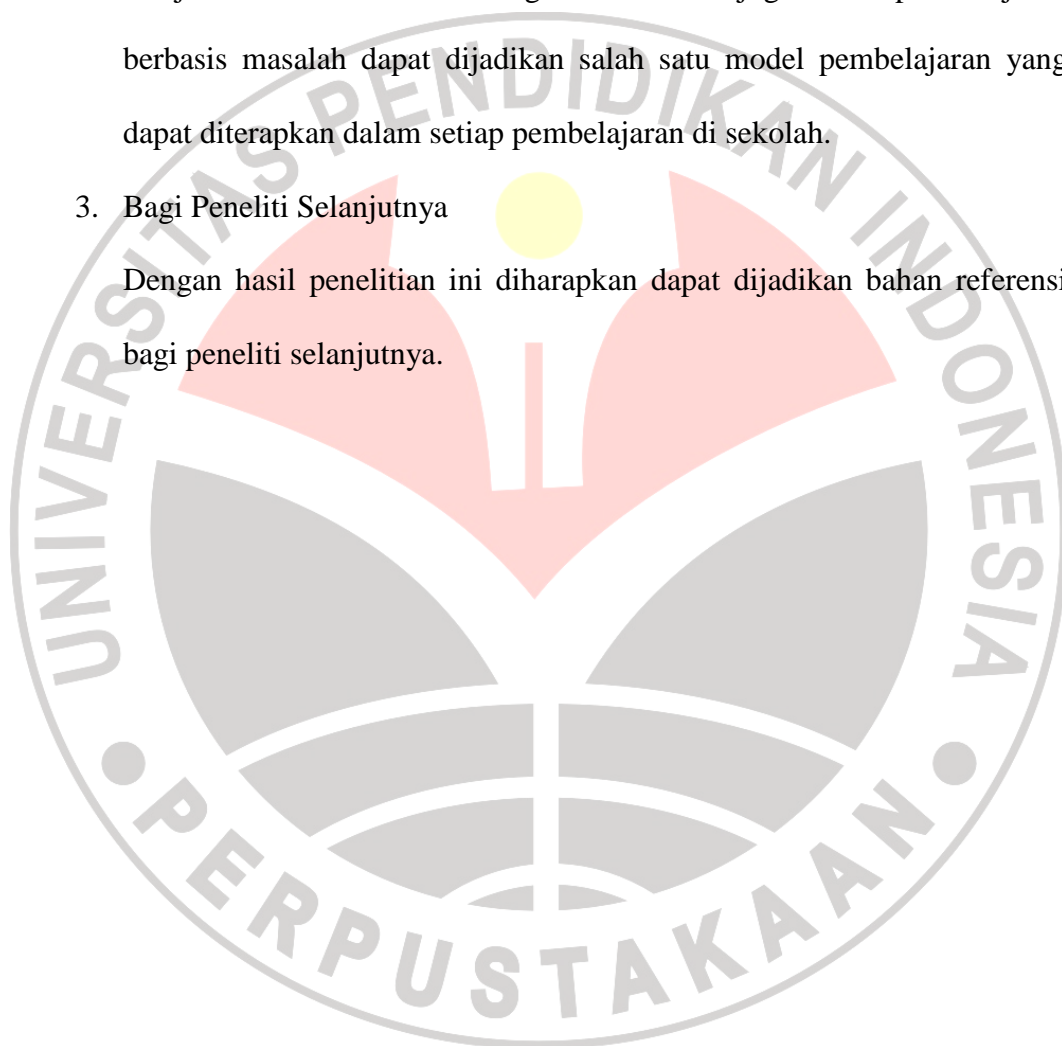 berbasis masalah dapat dijadikan salah satu model pembelajaran yang
dapat diterapkan dalam setiap pembelajaran di sekolah.
3. Bagi Peneliti Selanjutnya
Dengan hasil penelitian ini diharapkan dapat dijadikan bahan referensi
bagi peneliti selanjutnya.
UNIVERSITAS PENDIDIKAN INDONESIA
PERPUSTAKAAN